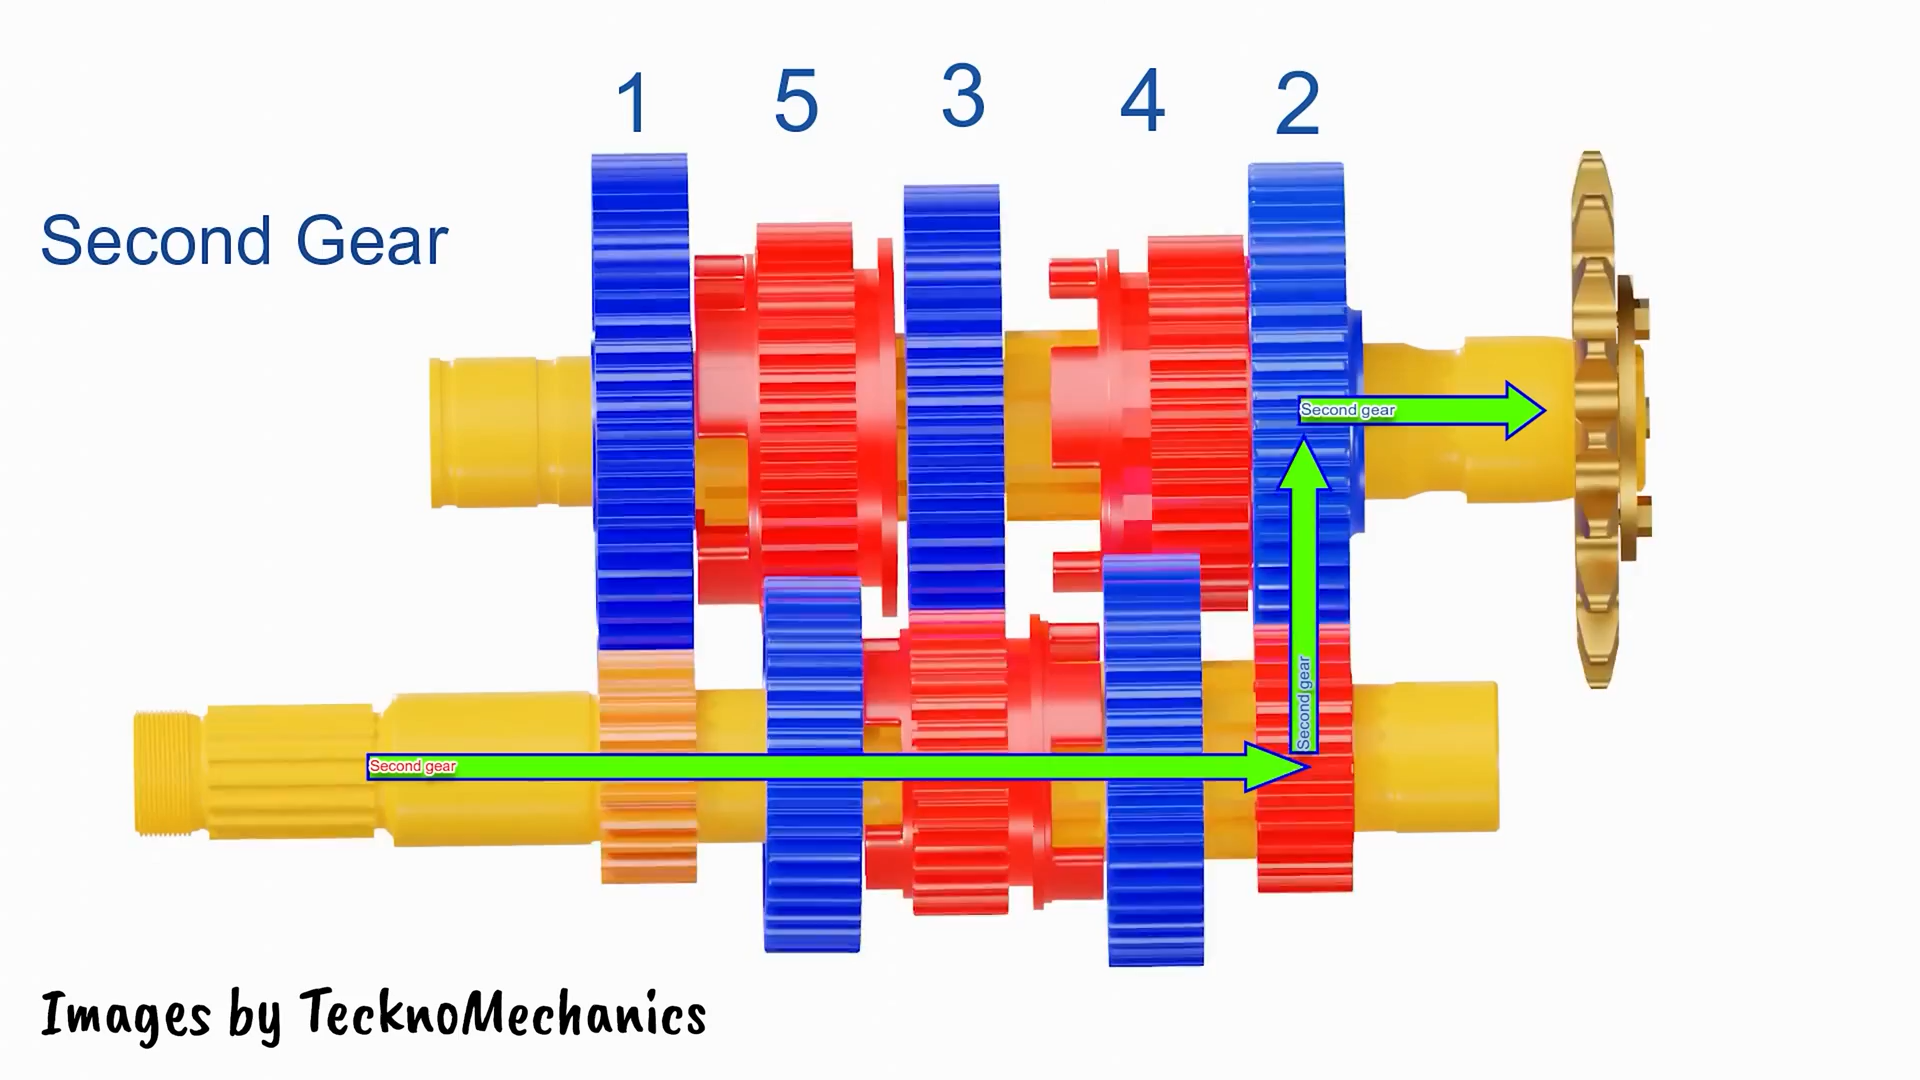 1 5 3 4 2
Second Gear
Second gear
Second gear
Second gear
Images by TecknoMechanics